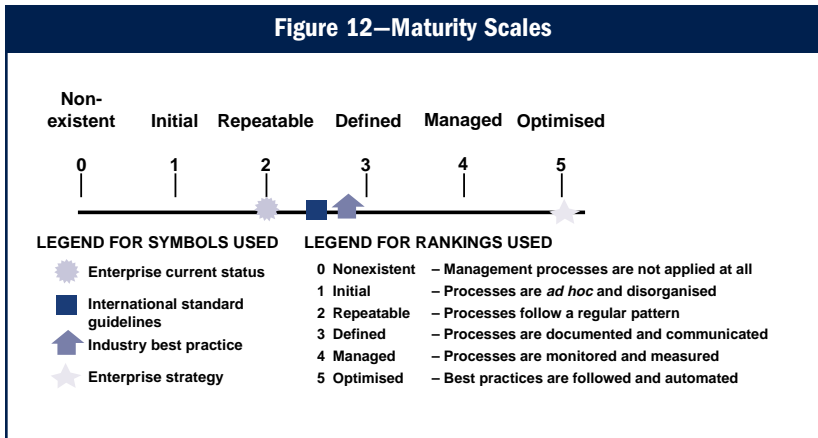 Figure 12—Maturity Scales
Non-
existent Initial Repeatable Defined Managed Optimised
0 1 2 3 4 5
LEGEND FOR SYMBOLS USED
Enterprise current status
International standard
guidelines
Industry best practice
Enterprise strategy
LEGEND FOR RANKINGS USED
0 Nonexistent – Management processes are not applied at all
1 Initial – Processes are ad hoc and disorganised
2 Repeatable – Processes follow a regular pattern
3 Defined – Processes are documented and communicated
4 Managed – Processes are monitored and measured
5 Optimised – Best practices are followed and automated